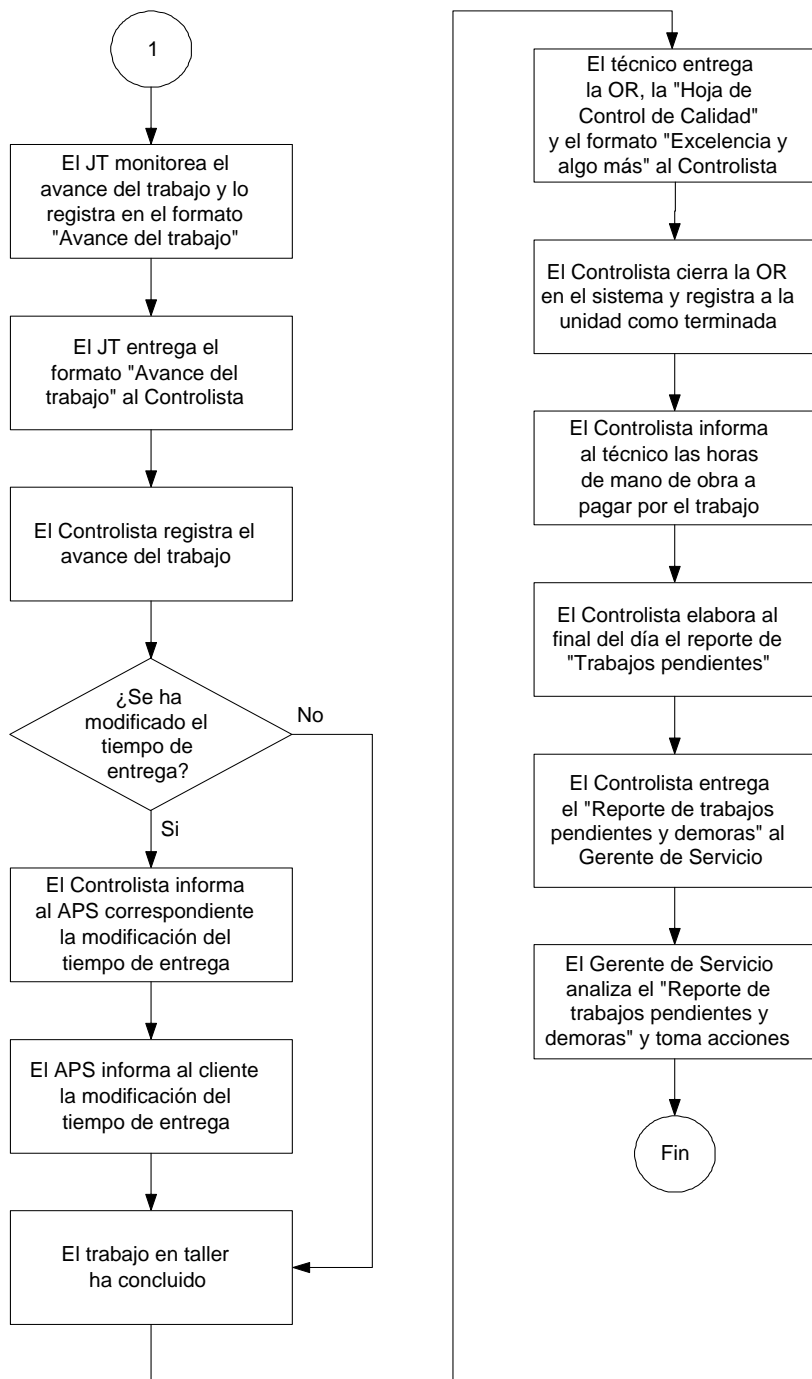 1
El JT monitorea el
avance del trabajo y lo
registra en el formato
"Avance del trabajo"
El JT entrega el
formato "Avance del
trabajo" al Controlista
El Controlista registra el
avance del trabajo
¿Se ha
modificado el
tiempo de
entrega?
No
Si
El Controlista informa
al APS correspondiente
la modificación del
tiempo de entrega
El APS informa al cliente
la modificación del
tiempo de entrega
El trabajo en taller
ha concluido
El técnico entrega
la OR, la "Hoja de
Control de Calidad"
y el formato "Excelencia y
algo más" al Controlista
El Controlista cierra la OR
en el sistema y registra a la
unidad como terminada
El Controlista informa
al técnico las horas
de mano de obra a
pagar por el trabajo
El Controlista elabora al
final del día el reporte de
"Trabajos pendientes"
El Controlista entrega
el "Reporte de trabajos
pendientes y demoras" al
Gerente de Servicio
El Gerente de Servicio
analiza el "Reporte de
trabajos pendientes y
demoras" y toma acciones
Fin